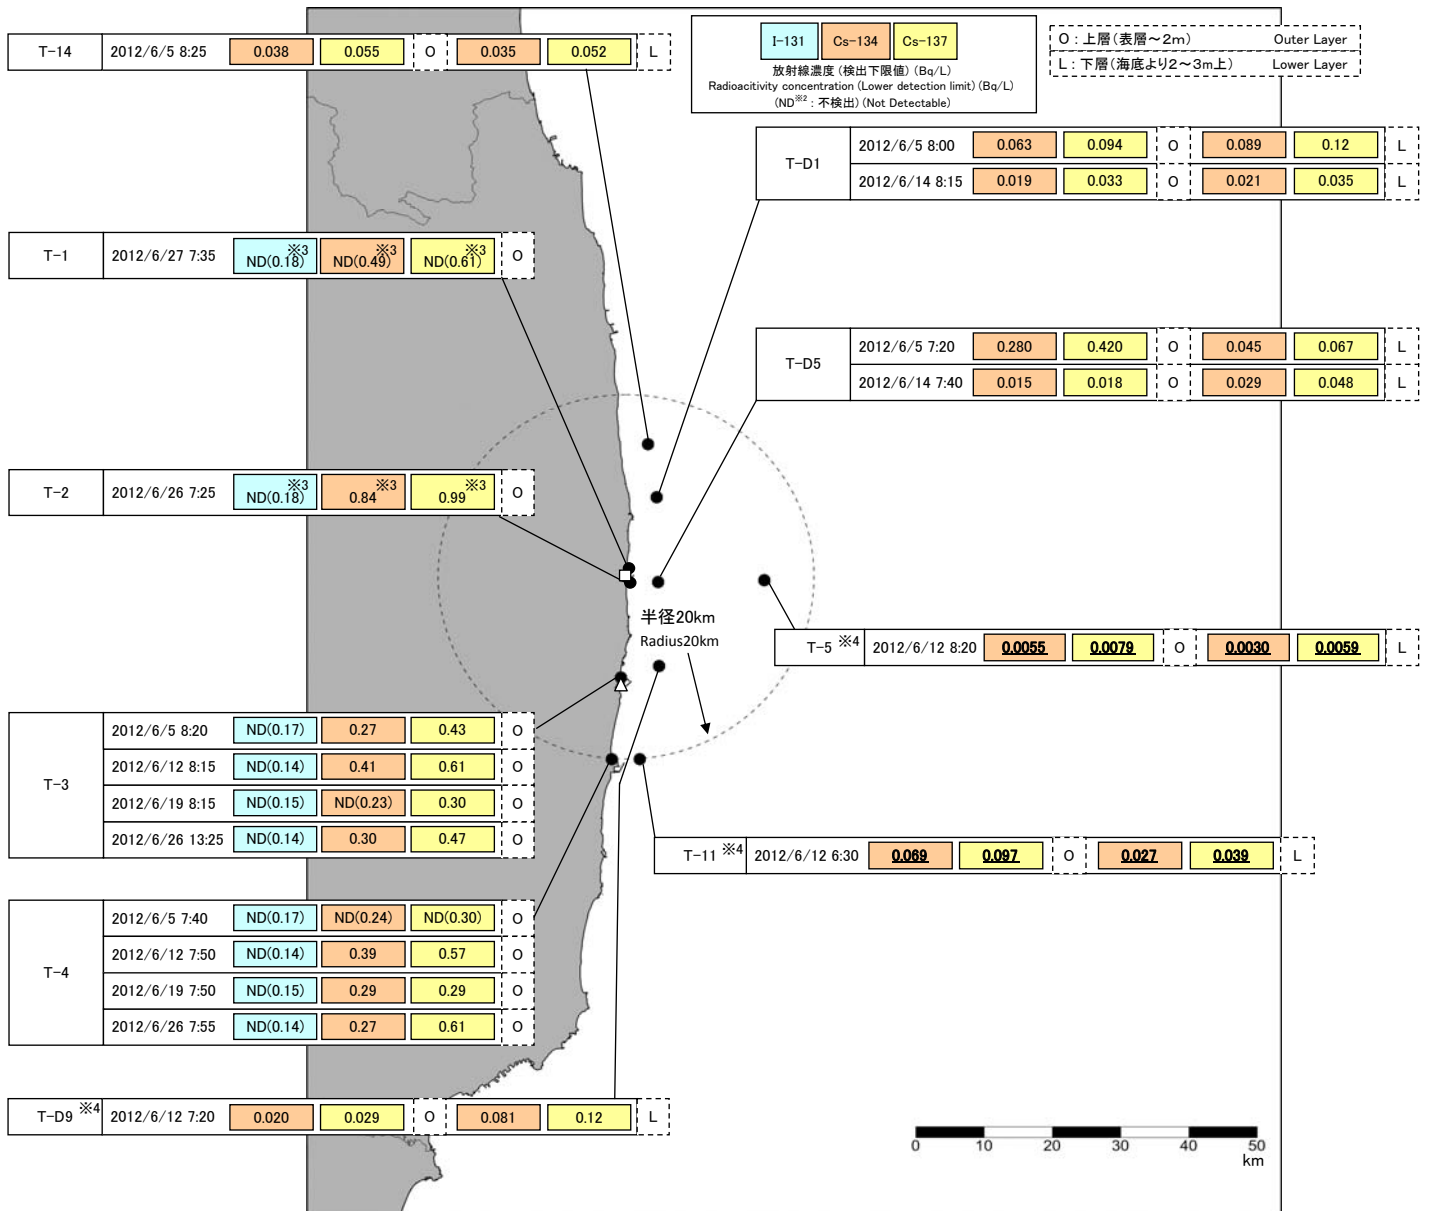 I-131 Cs-134 Cs-137
放射線濃度 (検出下限値) (Bq/L)
Radioacitivity concentration (Lower detection limit) (Bq/L)
(ND※2 : 不検出) (Not Detectable)
O : 上層(表層~2m) Outer Layer
L : 下層(海底より2~3m上) Lower Layer
T-14 2012/6/5 8:25 0.038 0.055 O 0.035 0.052 L
T-D1
2012/6/5 8:00 0.063 0.094 O 0.089 0.12 L
2012/6/14 8:15 0.019 0.033 O 0.021 0.035 L
T-1 2012/6/27 7:35 ND(0.18)※3 ND(0.49)※3 ND(0.61)※3 O
T-D5
2012/6/5 7:20 0.280 0.420 O 0.045 0.067 L
2012/6/14 7:40 0.015 0.018 O 0.029 0.048 L
T-2 2012/6/26 7:25 ND(0.18)※3 0.84※3 0.99※3 O
半径20km
Radius20km
T-5 ※4 2012/6/12 8:20 0.0055 0.0079 O 0.0030 0.0059 L
T-3
2012/6/5 8:20 ND(0.17) 0.27 0.43 O
2012/6/12 8:15 ND(0.14) 0.41 0.61 O
2012/6/19 8:15 ND(0.15) ND(0.23) 0.30 O
2012/6/26 13:25 ND(0.14) 0.30 0.47 O
T-11 ※4 2012/6/12 6:30 0.069 0.097 O 0.027 0.039 L
T-4
2012/6/5 7:40 ND(0.17) ND(0.24) ND(0.30) O
2012/6/12 7:50 ND(0.14) 0.39 0.57 O
2012/6/19 7:50 ND(0.15) 0.29 0.29 O
2012/6/26 7:55 ND(0.14) 0.27 0.61 O
T-D9 ※4 2012/6/12 7:20 0.020 0.029 O 0.081 0.12 L
0 10 20 30 40 50
km